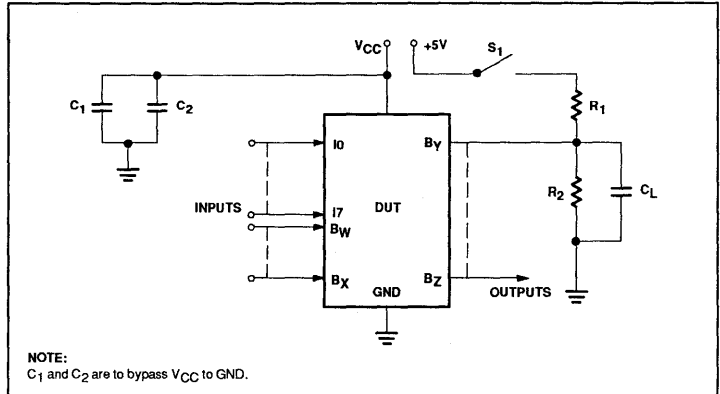 VCC +5V S1
C1 C2 R1
I0 BY
R2 CL
INPUTS I7 DUT
BW
BX BZ
GND OUTPUTS
NOTE:
C1 and C2 are to bypass VCC to GND.